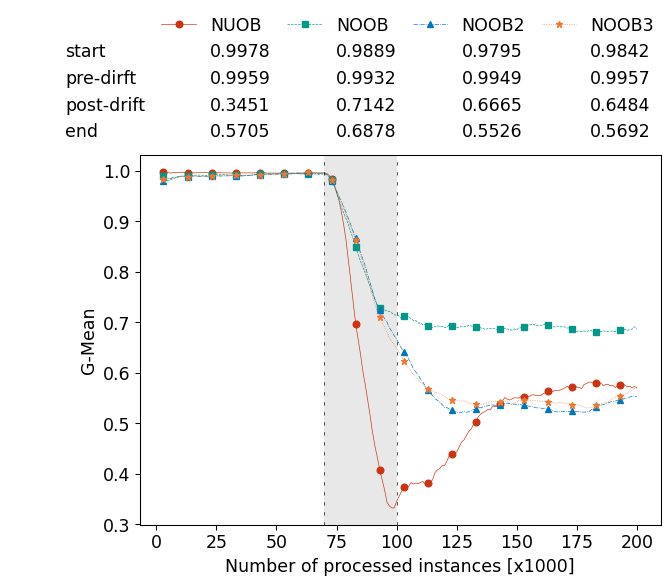 NUOB NOOB NOOB2 NOOB3
start 0.9978 0.9889 0.9795 0.9842
pre-dirft 0.9959 0.9932 0.9949 0.9957
post-drift 0.3451 0.7142 0.6665 0.6484
end 0.5705 0.6878 0.5526 0.5692
1.0
0.9
0.8
0.7
0.6
0.5
0.4
0.3
G-Mean
0 25 50 75 100 125 150 175 200
Number of processed instances [x1000]